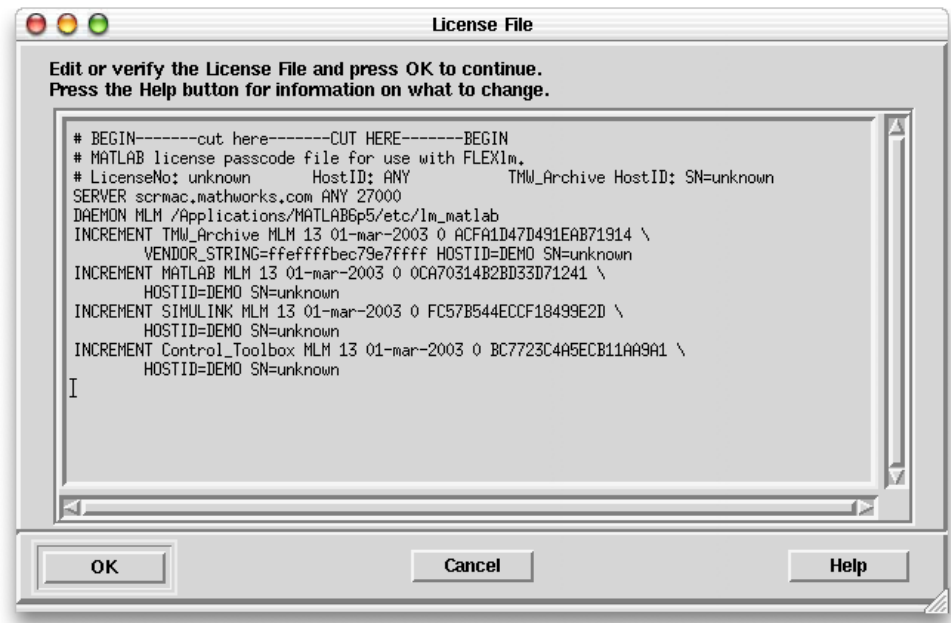 License File
Edit or verify the License File and press OK to continue.
Press the Help button for information on what to change.
# BEGIN-------cut here-------CUT HERE-------BEGIN
# MATLAB license passcode file for use with FLEXlm.
# LicenseNo: unknown HostID: ANY TMW_Archive HostID: SN=unknown
SERVER scrmac.mathworks.com ANY 27000
DAEMON MLM /Applications/MATLAB6p5/etc/lm_matlab
INCREMENT TMW_Archive MLM 13 01-mar-2003 0 ACFA1D47D491EAB71914 \
VENDOR_STRING=ffeffffbec79e7ffff HOSTID=DEMO SN=unknown
INCREMENT MATLAB MLM 13 01-mar-2003 0 0CA70314B2BD33D71241 \
HOSTID=DEMO SN=unknown
INCREMENT SIMULINK MLM 13 01-mar-2003 0 FC57B544ECCF18499E2D \
HOSTID=DEMO SN=unknown
INCREMENT Control_Toolbox MLM 13 01-mar-2003 0 BC7723C4A5ECB11AA9A1 \
HOSTID=DEMO SN=unknown
OK Cancel Help